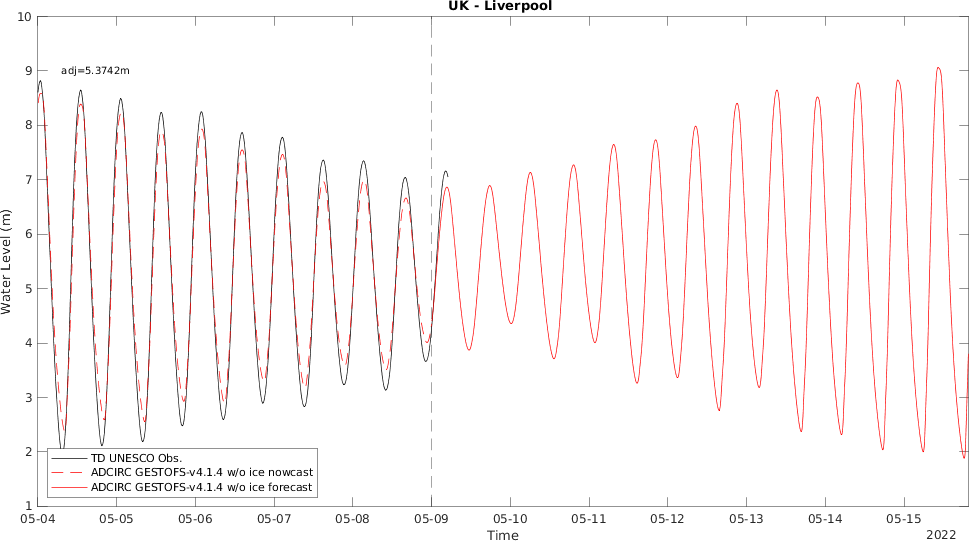 UK - Liverpool
10
9
8
7
6
5
4
3
2
1
Water Level (m)
adj=5.3742m
TD UNESCO Obs.
ADCIRC GESTOFS-v4.1.4 w/o ice nowcast
ADCIRC GESTOFS-v4.1.4 w/o ice forecast
05-04 05-05 05-06 05-07 05-08 05-09 05-10 05-11 05-12 05-13 05-14 05-15
Time
2022